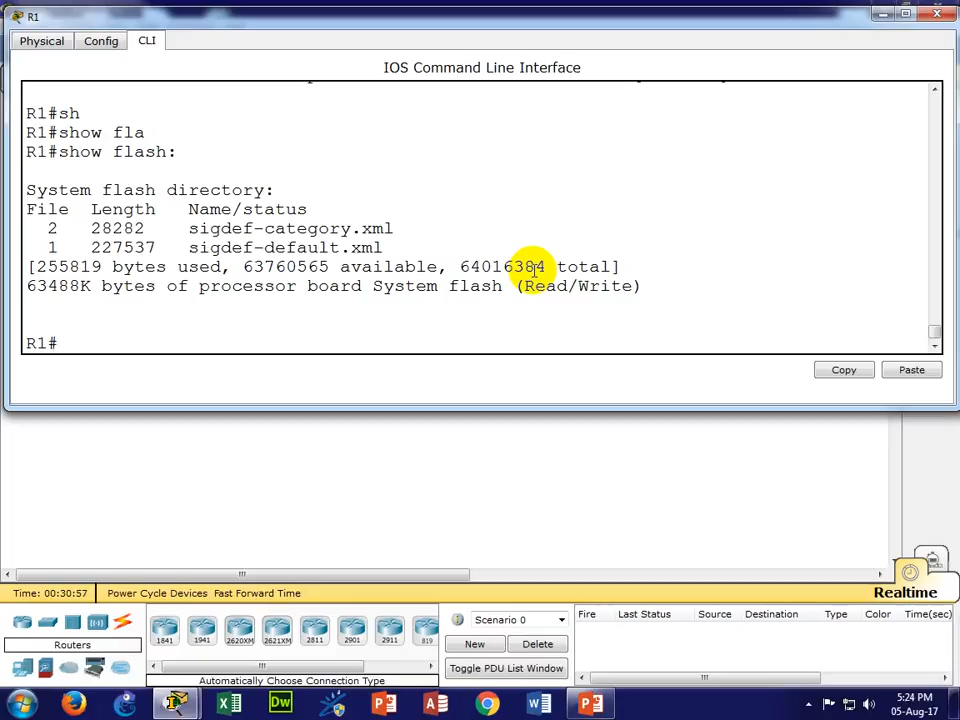 R1
Physical
Config
CLI
IOS Command Line Interface
R1#sh
R1#show fla
R1#show flash:
System flash directory:
File Length Name/status
2 28282 sigdef-category.xml
1 227537 sigdef-default.xml
[255819 bytes used, 63760565 available, 64016384 total]
63488K bytes of processor board System flash (Read/Write)
R1#
Copy
Paste
Realtime
Time: 00:30:57
Power Cycle Devices Fast Forward Time
1841
1941
2620XM
2621XM
2811
2901
2911
819
Routers
Automatically Choose Connection Type
Scenario 0
New
Delete
Toggle PDU List Window
Fire
Last Status
Source
Destination
Type
Color
Time(sec)
Dw
5:24 PM
05-Aug-17